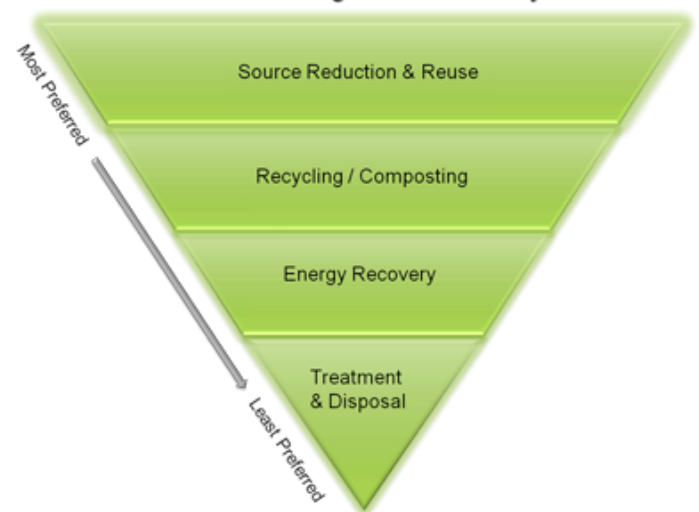 Source Reduction & Reuse
Most Preferred
Recycling / Composting
Energy Recovery
Treatment
& Disposal
Least Preferred